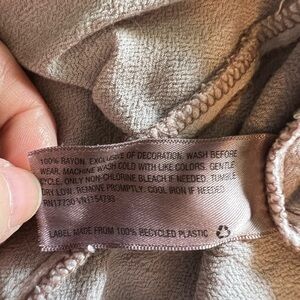 100% RAYON, EXCLUSIVE OF DECORATION. WASH BEFORE
WEAR, MACHINE WASH COLD WITH LIKE COLORS. GENTLE
CYCLE, ONLY NON-CHLORINE BLEACH IF NEEDED. TUMBLE
DRY LOW. REMOVE PROMPTLY. COOL IRON IF NEEDED.
RN17730 VN1154793
LABEL MADE FROM 100% RECYCLED PLASTIC